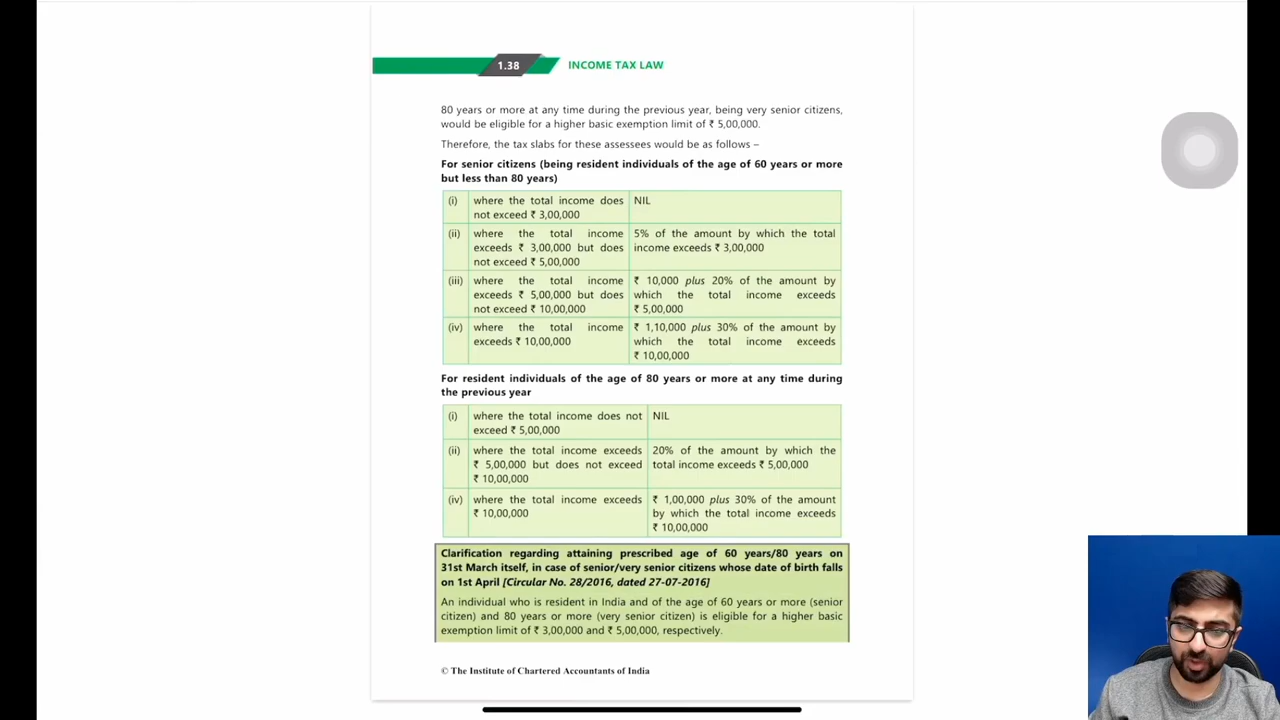 1.38
INCOME TAX LAW
80 years or more at any time during the previous year, being very senior citizens,
would be eligible for a higher basic exemption limit of ₹ 5,00,000.
Therefore, the tax slabs for these assessees would be as follows –
For senior citizens (being resident individuals of the age of 60 years or more
but less than 80 years)
(i) where the total income does NIL
not exceed ₹ 3,00,000
(ii) where the total income 5% of the amount by which the total
exceeds ₹ 3,00,000 but does income exceeds ₹ 3,00,000
not exceed ₹ 5,00,000
(iii) where the total income ₹ 10,000 plus 20% of the amount by
exceeds ₹ 5,00,000 but does which the total income exceeds
not exceed ₹ 10,00,000 ₹ 5,00,000
(iv) where the total income ₹ 1,10,000 plus 30% of the amount by
exceeds ₹ 10,00,000 which the total income exceeds
₹ 10,00,000
For resident individuals of the age of 80 years or more at any time during
the previous year
(i) where the total income does not NIL
exceed ₹ 5,00,000
(ii) where the total income exceeds 20% of the amount by which the
₹ 5,00,000 but does not exceed total income exceeds ₹ 5,00,000
₹ 10,00,000
(iv) where the total income exceeds ₹ 1,00,000 plus 30% of the amount
₹ 10,00,000 by which the total income exceeds
₹ 10,00,000
Clarification regarding attaining prescribed age of 60 years/80 years on
31st March itself, in case of senior/very senior citizens whose date of birth falls
on 1st April [Circular No. 28/2016, dated 27-07-2016]
An individual who is resident in India and of the age of 60 years or more (senior
citizen) and 80 years or more (very senior citizen) is eligible for a higher basic
exemption limit of ₹ 3,00,000 and ₹ 5,00,000, respectively.
© The Institute of Chartered Accountants of India